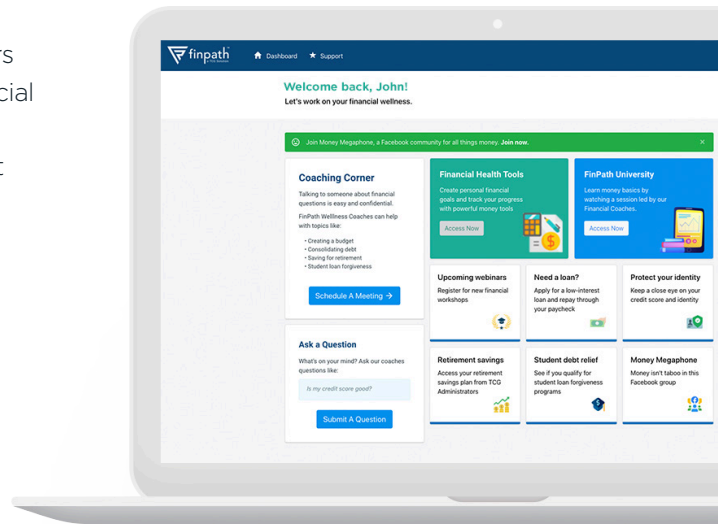 rs
cial
t
finpath
Dashboard
Support
Welcome back, John!
Let's work on your financial wellness.
Join Money Megaphone, a Facebook community for all things money. Join now.
Coaching Corner
Talking to someone about financial
questions is easy and confidential.
FinPath Wellness Coaches can help
with topics like:
• Creating a budget
• Consolidating debt
• Saving for retirement
• Student loan forgiveness
Schedule A Meeting →
Ask a Question
What's on your mind? Ask our coaches
questions like:
Is my credit score good?
Submit A Question
Financial Health Tools
Create personal financial
goals and track your progress
with powerful money tools
Access Now
FinPath University
Learn money basics by
watching a session led by our
Financial Coaches.
Access Now
Upcoming webinars
Register for new financial
workshops
Need a loan?
Apply for a low-interest
loan and repay through
your paycheck
Protect your identity
Keep a close eye on your
credit score and identity
Retirement savings
Access your retirement
savings plan from TCG
Administrators
Student debt relief
See if you qualify for
student loan forgiveness
programs
Money Megaphone
Money isn't taboo in this
Facebook group